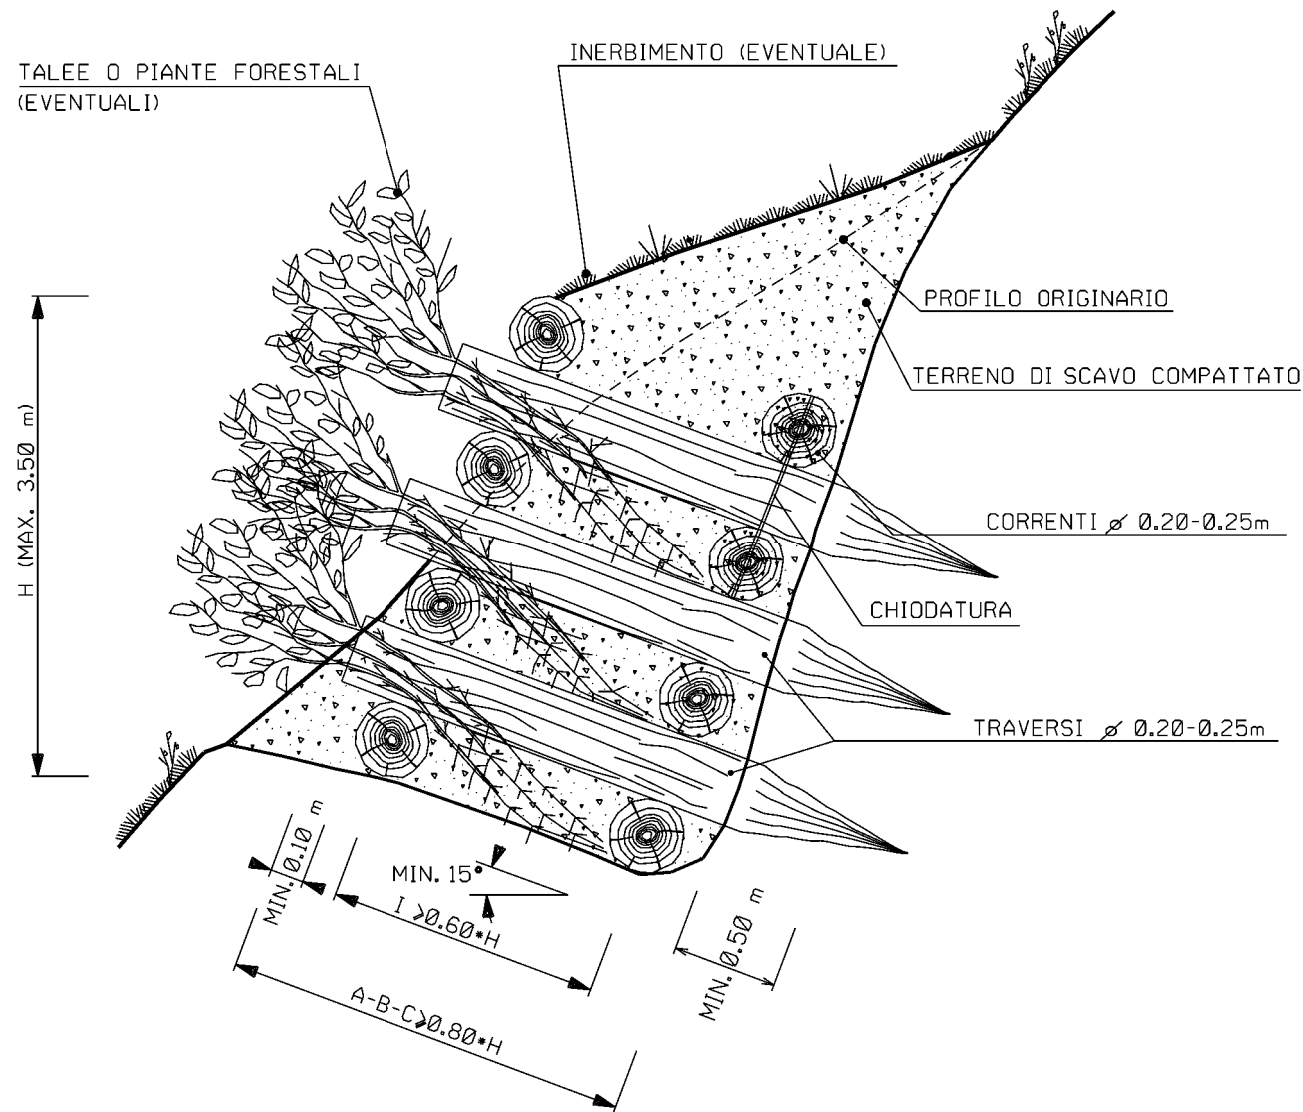 INERBIMENTO (EVENTUALE)
TALEE O PIANTE FORESTALI
(EVENTUALI)
PROFILO ORIGINARIO
TERRENO DI SCAVO COMPATTATO
H (MAX. 3.50 m)
CORRENTI ⌀ 0.20-0.25m
CHIODATURA
TRAVERSI ⌀ 0.20-0.25m
MIN. 0.10 m
MIN. 15°
I ≥0.60*H
MIN. 0.50 m
A-B-C≥0.80*H